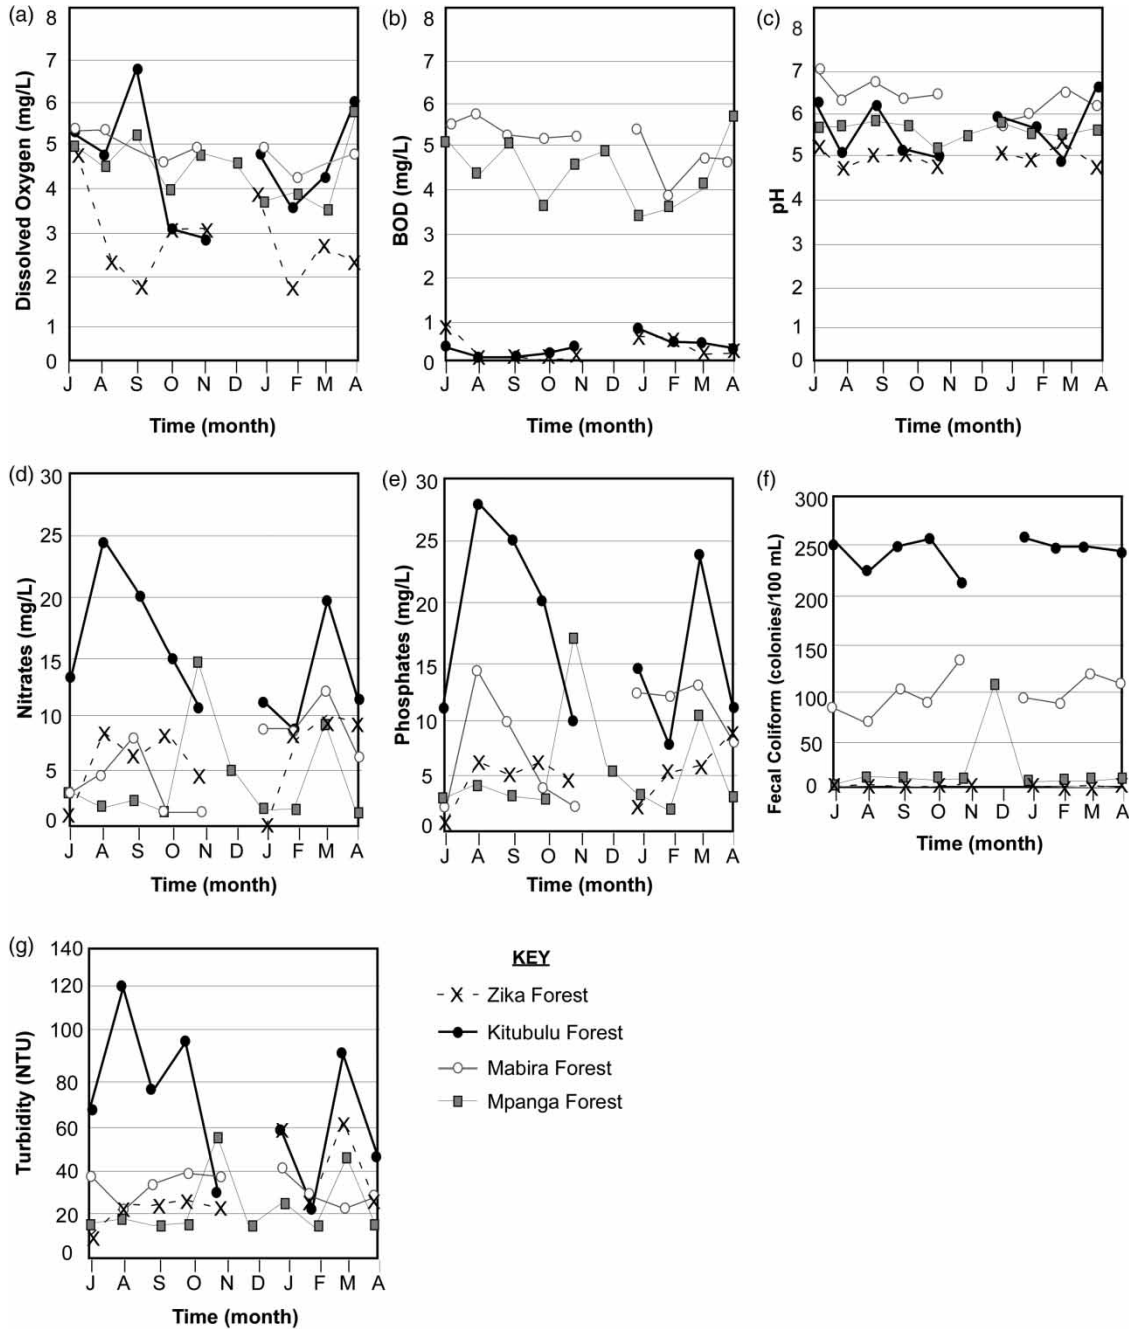 (a)
8
7
6
5
4
3
2
1
0
Dissolved Oxygen (mg/L)
J A S O N D J F M A
Time (month)
(b)
8
7
6
5
4
3
2
1
0
BOD (mg/L)
J A S O N D J F M A
Time (month)
(c)
8
7
6
5
4
3
2
1
0
pH
J A S O N D J F M A
Time (month)
(d)
30
25
20
15
10
5
0
Nitrates (mg/L)
J A S O N D J F M A
Time (month)
(e)
30
25
20
15
10
5
0
Phosphates (mg/L)
J A S O N D J F M A
Time (month)
(f)
300
250
200
150
100
50
0
Fecal Coliform (colonies/100 mL)
J A S O N D J F M A
Time (month)
(g)
140
120
100
80
60
40
20
0
Turbidity (NTU)
J A S O N D J F M A
Time (month)
KEY
Zika Forest
Kitubulu Forest
Mabira Forest
Mpanga Forest